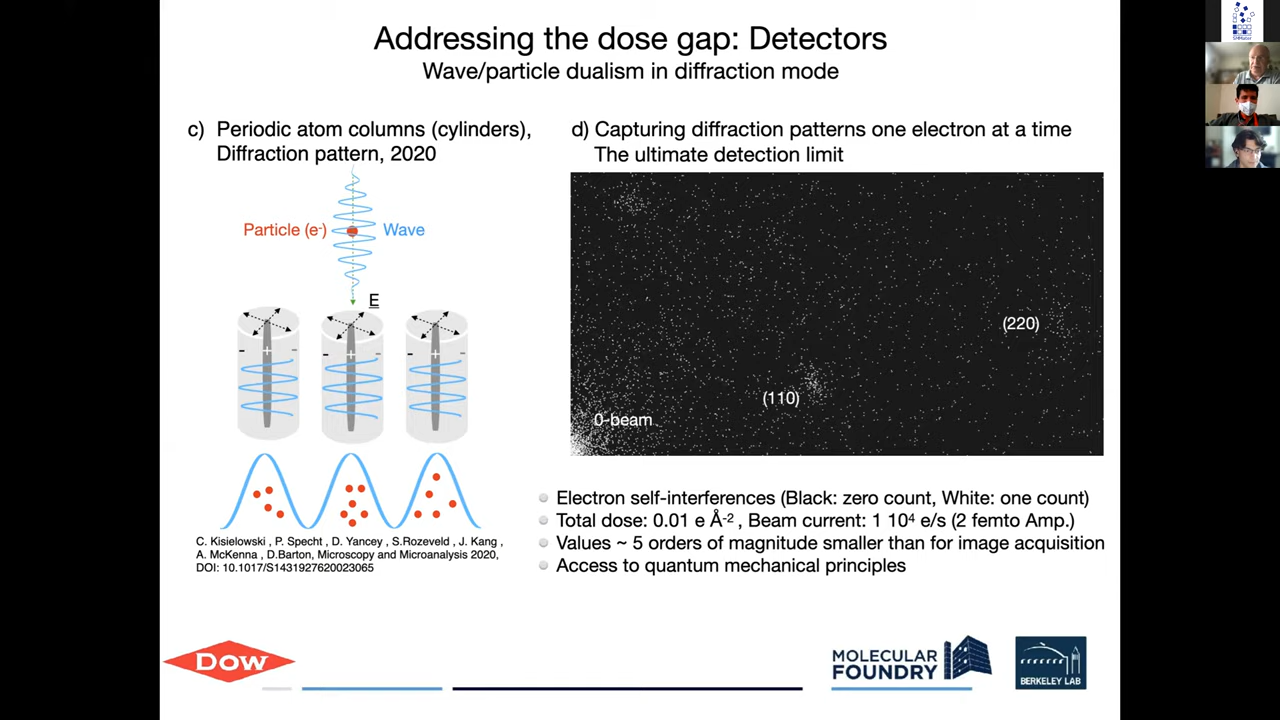 Addressing the dose gap: Detectors
Wave/particle dualism in diffraction mode
c) Periodic atom columns (cylinders),
Diffraction pattern, 2020
Particle (e-)
Wave
E
- + -
- + -
- + -
C. Kisielowski , P. Specht , D. Yancey , S.Rozeveld , J. Kang ,
A. McKenna , D.Barton, Microscopy and Microanalysis 2020,
DOI: 10.1017/S1431927620023065
d) Capturing diffraction patterns one electron at a time
The ultimate detection limit
(220)
(110)
0-beam
Electron self-interferences (Black: zero count, White: one count)
Total dose: 0.01 e Å-2 , Beam current: 1 10⁴ e/s (2 femto Amp.)
Values ~ 5 orders of magnitude smaller than for image acquisition
Access to quantum mechanical principles
DOW
MOLECULAR
FOUNDRY
BERKELEY LAB